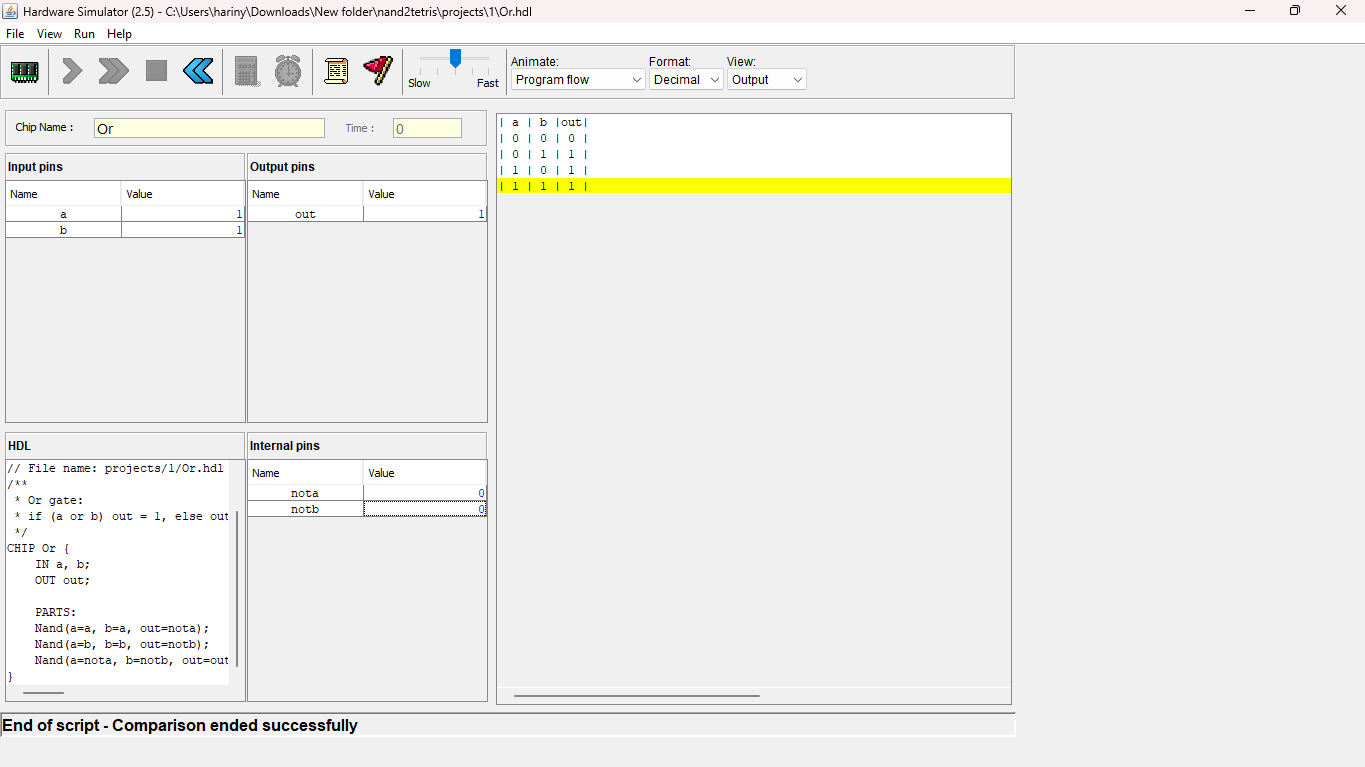 Hardware Simulator (2.5) - C:\Users\hariny\Downloads\New folder\nand2tetris\projects\1\Or.hdl
File View Run Help
Slow Fast
Animate: Format: View:
Program flow Decimal Output
Chip Name : Or Time : 0
Input pins
Name Value
a 1
b 1
Output pins
Name Value
out 1
HDL
// File name: projects/1/Or.hdl
/**
* Or gate:
* if (a or b) out = 1, else out
*/
CHIP Or {
IN a, b;
OUT out;
PARTS:
Nand(a=a, b=a, out=nota);
Nand(a=b, b=b, out=notb);
Nand(a=nota, b=notb, out=out
}
Internal pins
Name Value
nota 0
notb 0
| a | b |out|
| 0 | 0 | 0 |
| 0 | 1 | 1 |
| 1 | 0 | 1 |
| 1 | 1 | 1 |
End of script - Comparison ended successfully